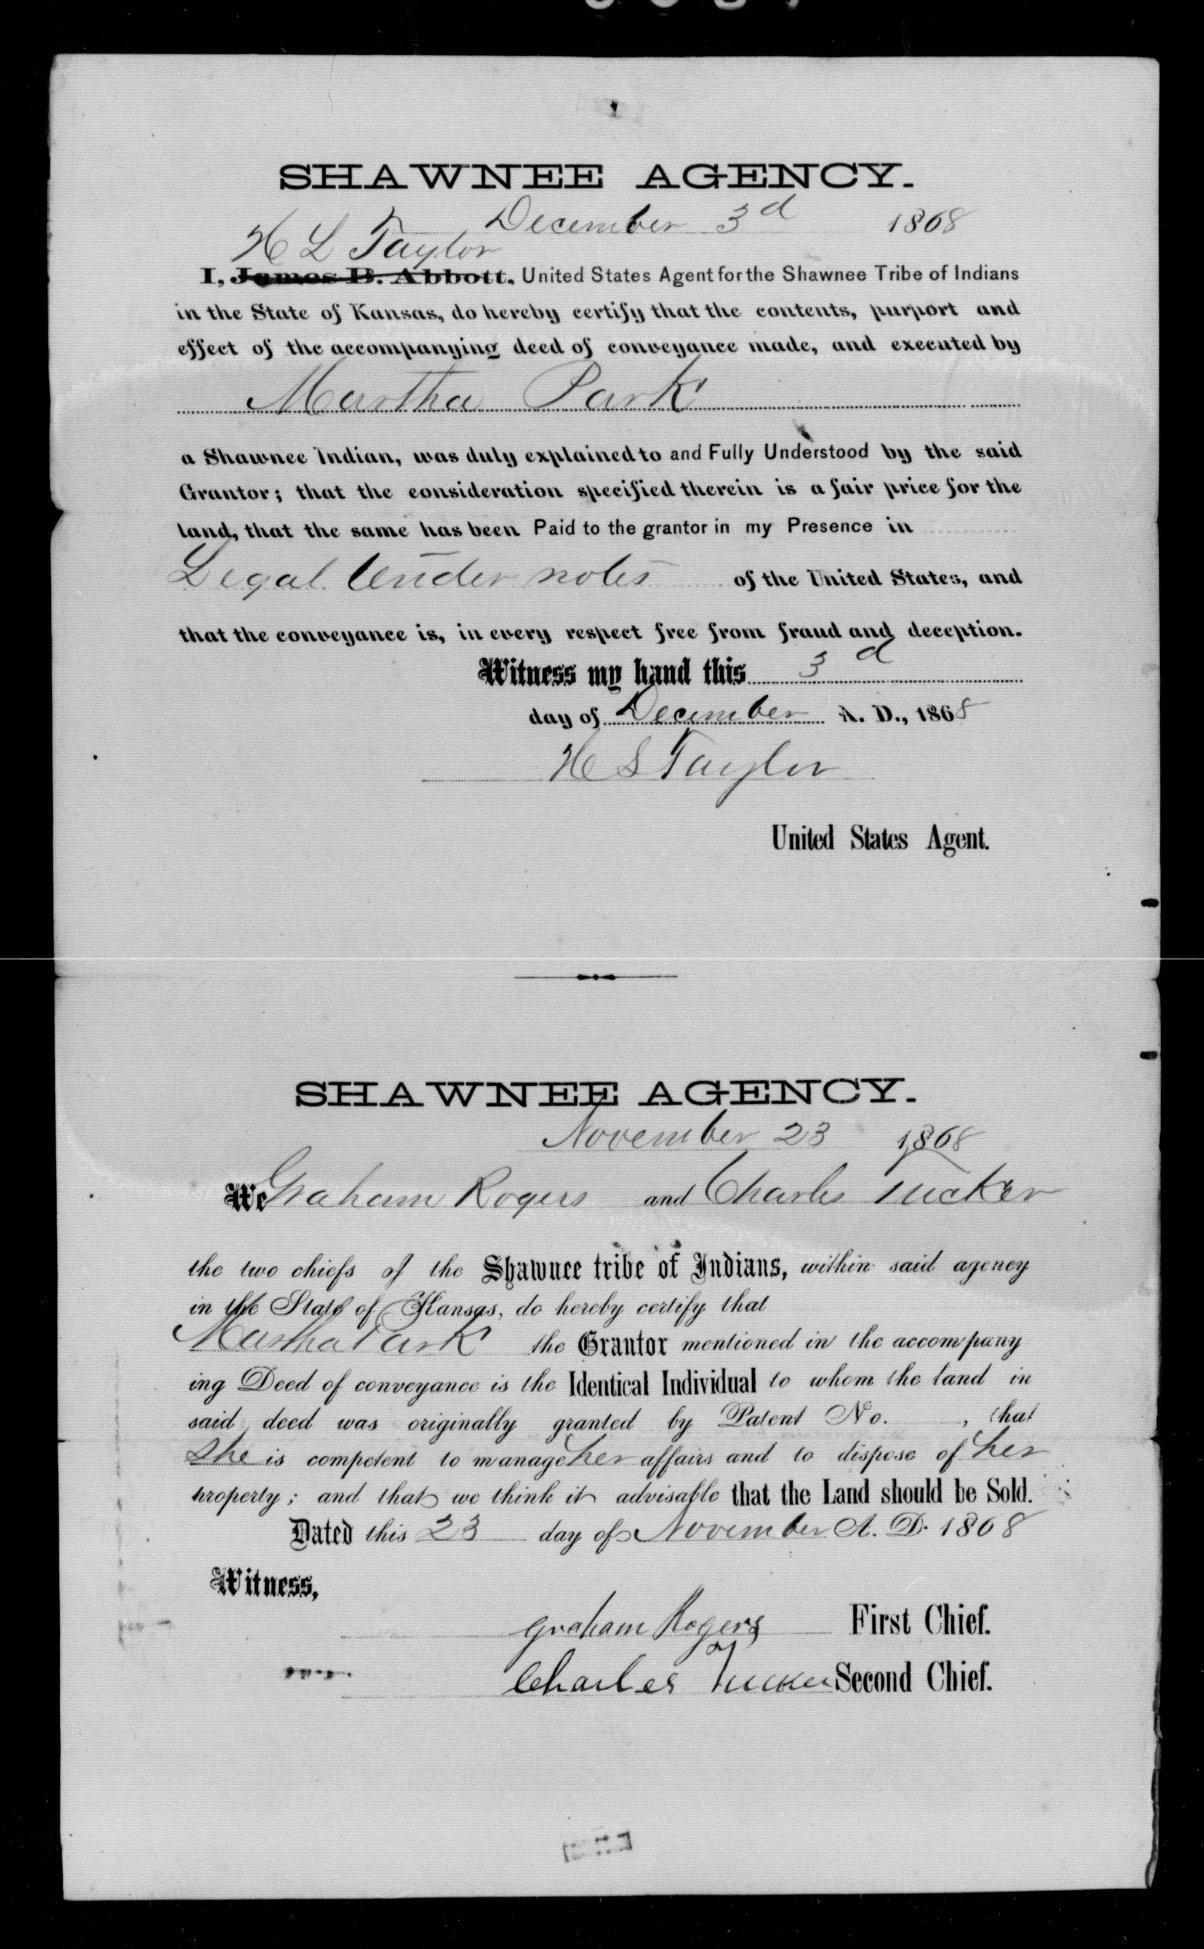 SHAWNEE AGENCY.
December 3d 1868
H L Taylor
I, James B. Abbott, United States Agent for the Shawnee Tribe of Indians
in the State of Kansas, do hereby certify that the contents, purport and
effect of the accompanying deed of conveyance made, and executed by
Martha Park
a Shawnee Indian, was duly explained to and Fully Understood by the said
Grantor; that the consideration specified therein is a fair price for the
land, that the same has been Paid to the grantor in my Presence in
Legal Tender notes of the United States, and
that the conveyance is, in every respect free from fraud and deception.
Witness my hand this 3d
day of December A. D., 1868
H S Taylor
United States Agent.
SHAWNEE AGENCY.
November 23 1868
We Graham Rogers and Charles Tucker
the two chiefs of the Shawnee tribe of Indians, within said agency
in the State of Kansas, do hereby certify that
Martha Park the Grantor mentioned in the accompany
ing Deed of conveyance is the Identical Individual to whom the land in
said deed was originally granted by Patent No. , that
She is competent to manage her affairs and to dispose of her
property; and that we think it advisable that the Land should be Sold.
Dated this 23 day of November A. D. 1868
Witness,
Graham Rogers First Chief.
Charles Tucker Second Chief.